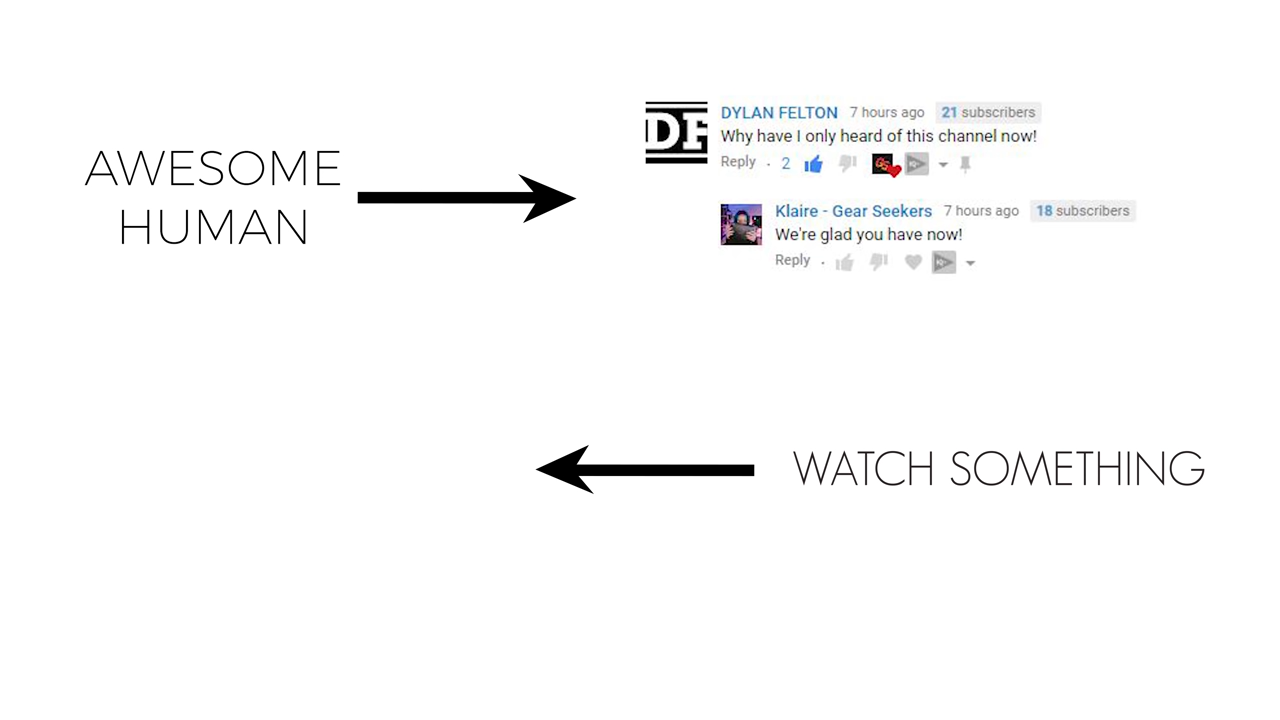 AWESOME
HUMAN
DF
DYLAN FELTON 7 hours ago 21 subscribers
Why have I only heard of this channel now!
Reply · 2
Klaire - Gear Seekers 7 hours ago 18 subscribers
We're glad you have now!
Reply ·
WATCH SOMETHING